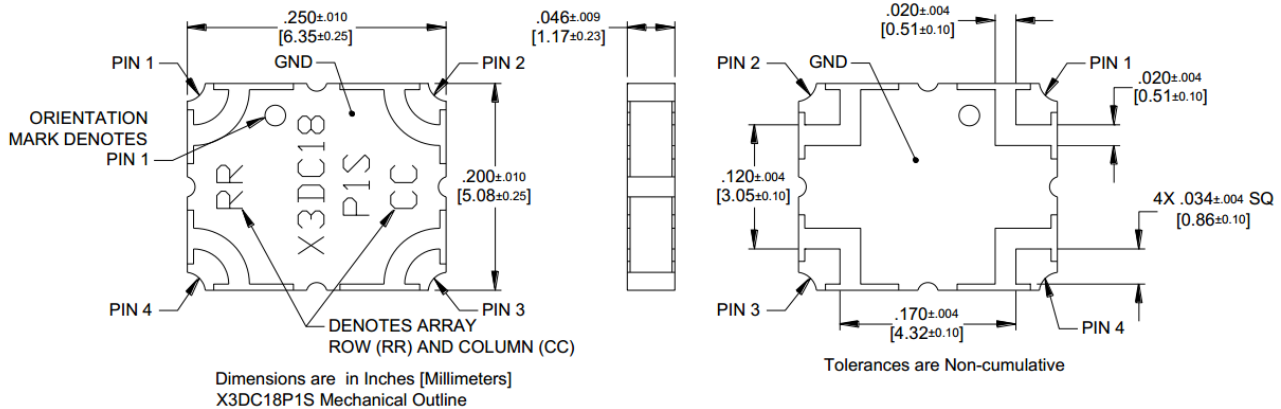 .250±.010
[6.35±0.25]
.046±.009
[1.17±0.23]
.020±.004
[0.51±0.10]
PIN 1
GND
PIN 2
PIN 2
GND
PIN 1
.020±.004
[0.51±0.10]
ORIENTATION
MARK DENOTES
PIN 1
RR
X3DC18
P1S
CC
.200±.010
[5.08±0.25]
.120±.004
[3.05±0.10]
4X .034±.004 SQ
[0.86±0.10]
PIN 4
PIN 3
PIN 3
PIN 4
.170±.004
[4.32±0.10]
DENOTES ARRAY
ROW (RR) AND COLUMN (CC)
Tolerances are Non-cumulative
Dimensions are in Inches [Millimeters]
X3DC18P1S Mechanical Outline